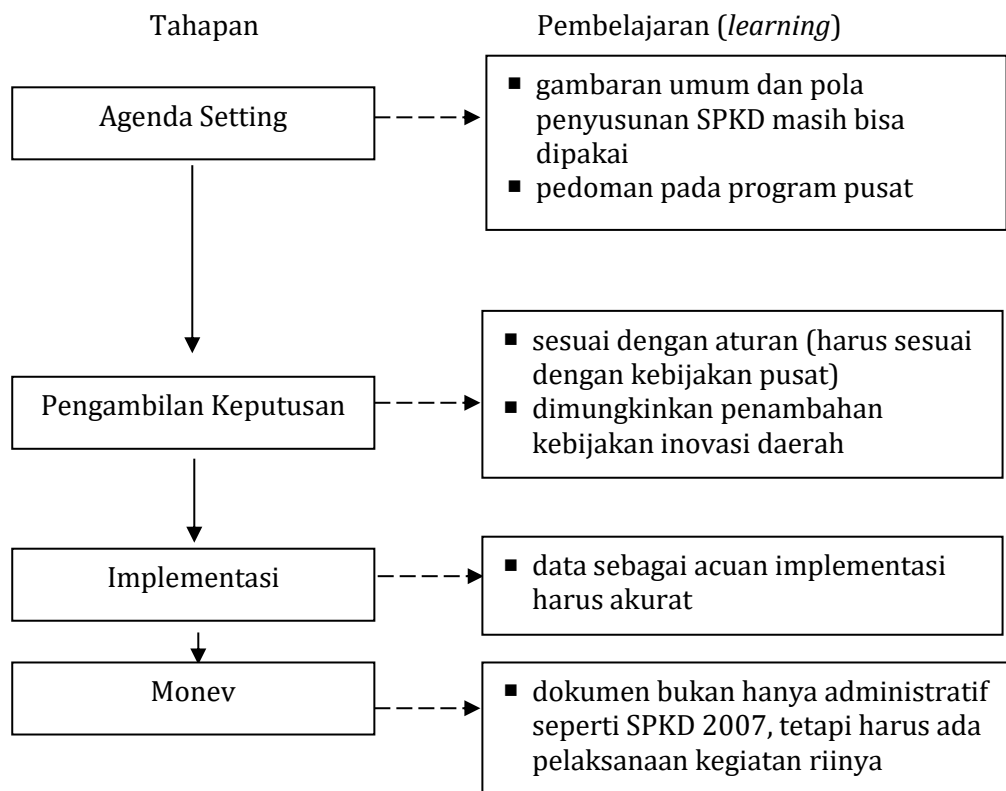 Tahapan
Pembelajaran (learning)
Agenda Setting
▪ gambaran umum dan pola
penyusunan SPKD masih bisa
dipakai
▪ pedoman pada program pusat
Pengambilan Keputusan
▪ sesuai dengan aturan (harus sesuai
dengan kebijakan pusat)
▪ dimungkinkan penambahan
kebijakan inovasi daerah
Implementasi
▪ data sebagai acuan implementasi
harus akurat
Monev
▪ dokumen bukan hanya administratif
seperti SPKD 2007, tetapi harus ada
pelaksanaan kegiatan riinya